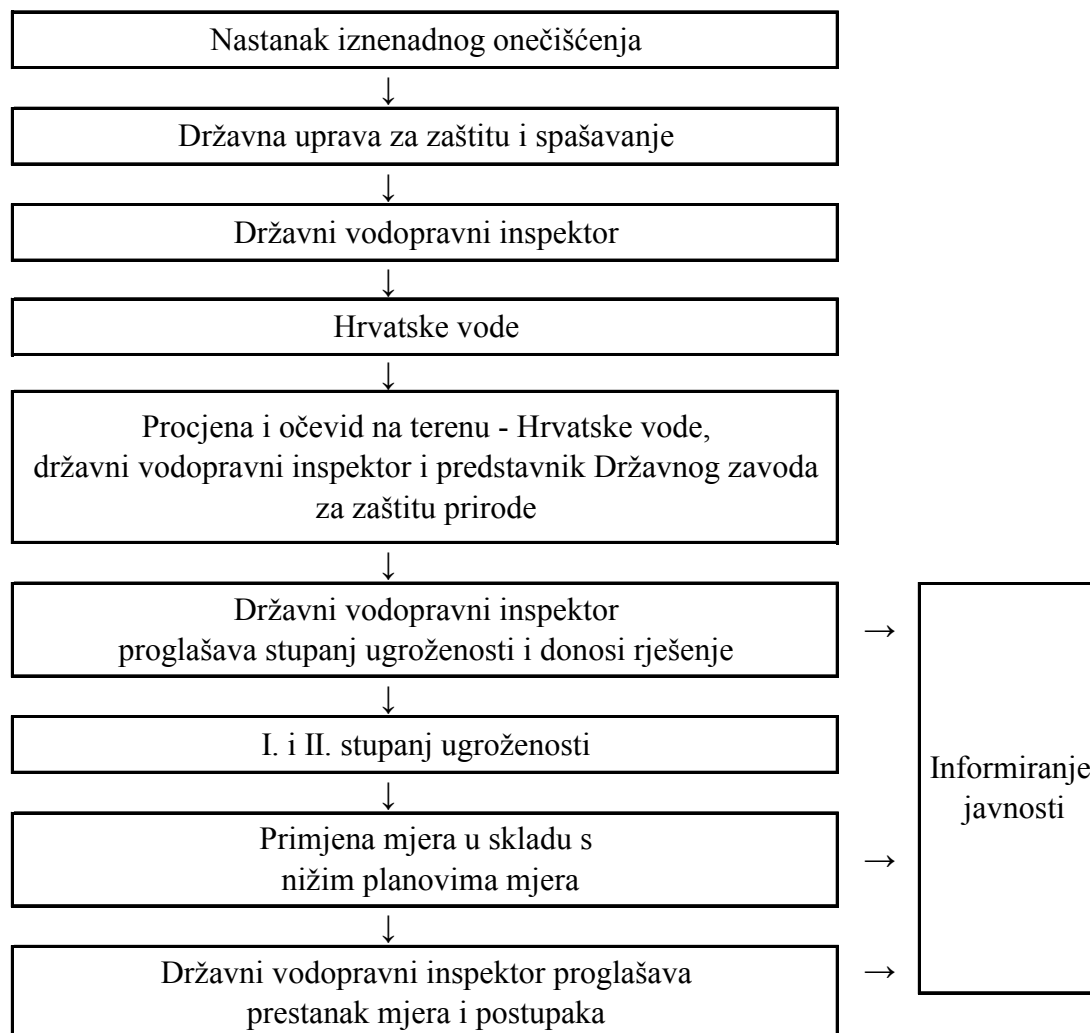 Nastanak iznenadnog onečišćenja
↓
Državna uprava za zaštitu i spašavanje
↓
Državni vodopravni inspektor
↓
Hrvatske vode
↓
Procjena i očevid na terenu - Hrvatske vode,
državni vodopravni inspektor i predstavnik Državnog zavoda
za zaštitu prirode
↓
Državni vodopravni inspektor
proglašava stupanj ugroženosti i donosi rješenje
→
↓
I. i II. stupanj ugroženosti
↓
Primjena mjera u skladu s
nižim planovima mjera
→
↓
Državni vodopravni inspektor proglašava
prestanak mjera i postupaka
→
Informiranje
javnosti